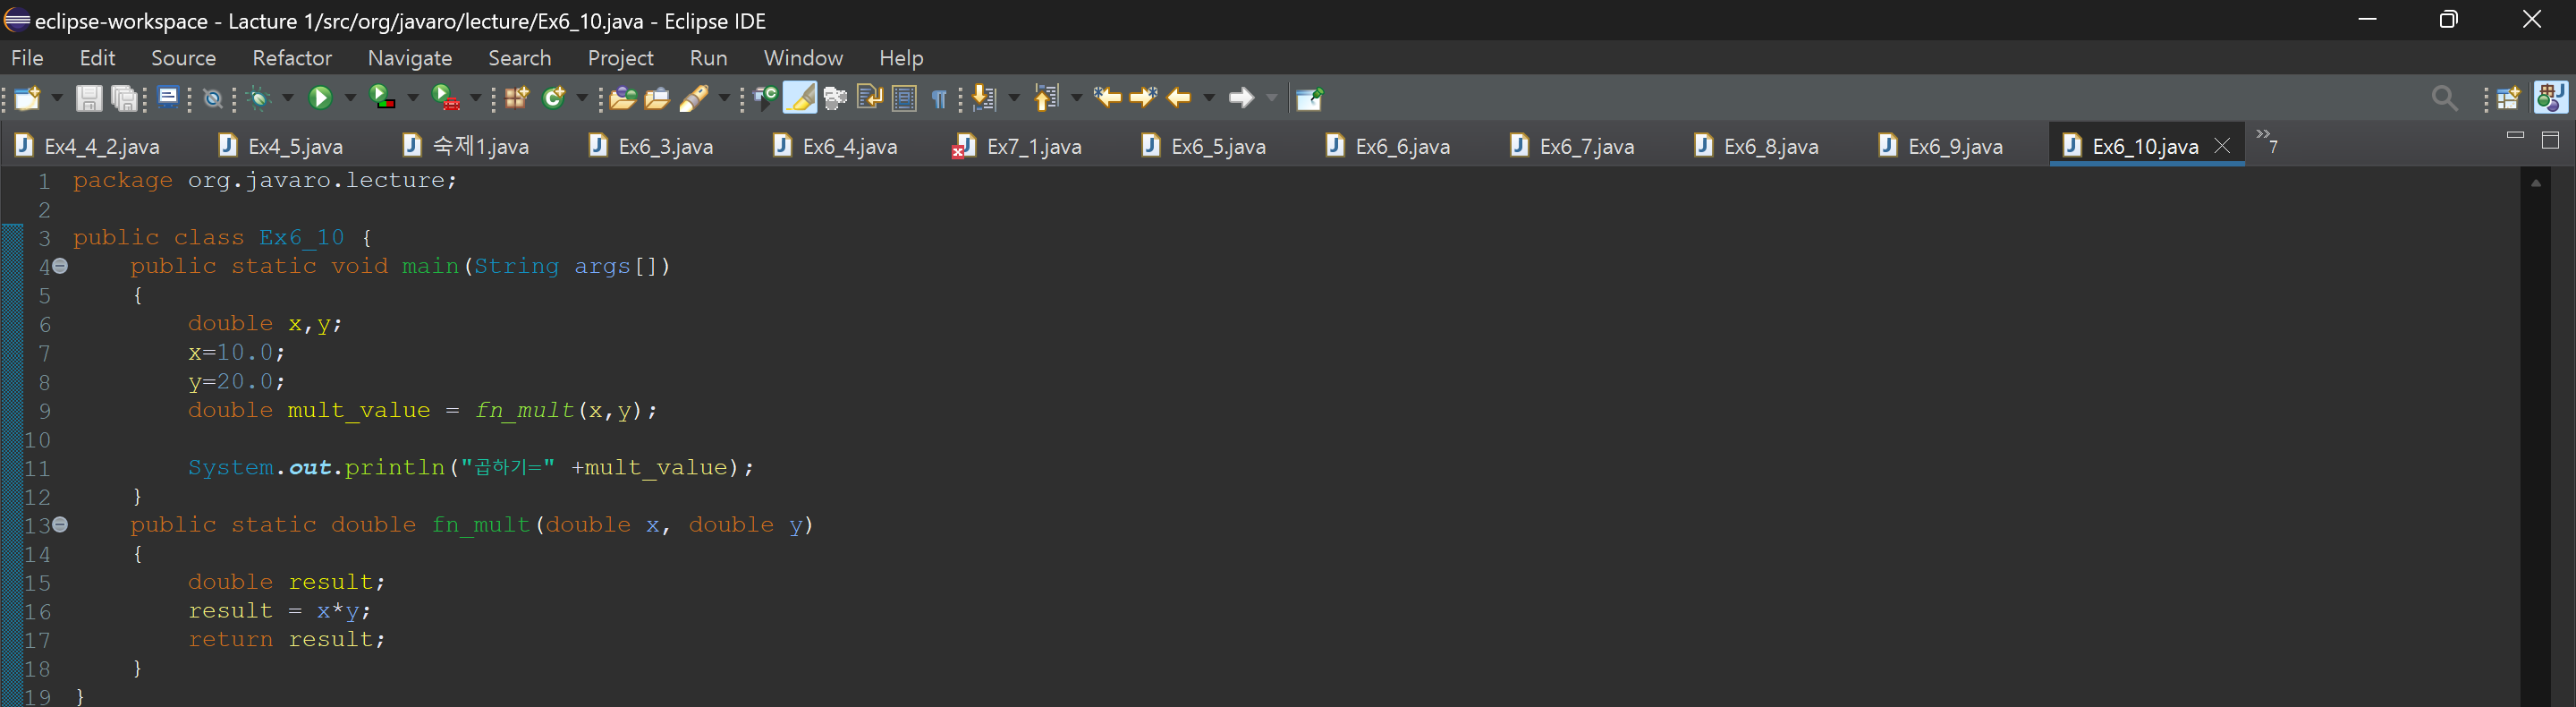 eclipse-workspace - Lacture 1/src/org/javaro/lecture/Ex6_10.java - Eclipse IDE
File Edit Source Refactor Navigate Search Project Run Window Help
Ex4_4_2.java Ex4_5.java 숙제1.java Ex6_3.java Ex6_4.java Ex7_1.java Ex6_5.java Ex6_6.java Ex6_7.java Ex6_8.java Ex6_9.java Ex6_10.java »7
1 package org.javaro.lecture;
2
3 public class Ex6_10 {
4 public static void main(String args[])
5 {
6 double x,y;
7 x=10.0;
8 y=20.0;
9 double mult_value = fn_mult(x,y);
10
11 System.out.println("곱하기=" +mult_value);
12 }
13 public static double fn_mult(double x, double y)
14 {
15 double result;
16 result = x*y;
17 return result;
18 }
19 }